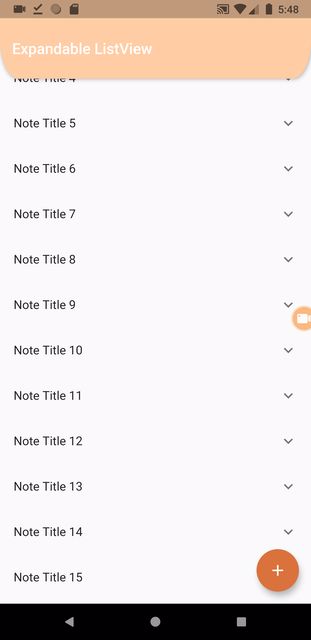 5:48
Expandable ListView
Note Title 4
Note Title 5
Note Title 6
Note Title 7
Note Title 8
Note Title 9
Note Title 10
Note Title 11
Note Title 12
Note Title 13
Note Title 14
Note Title 15